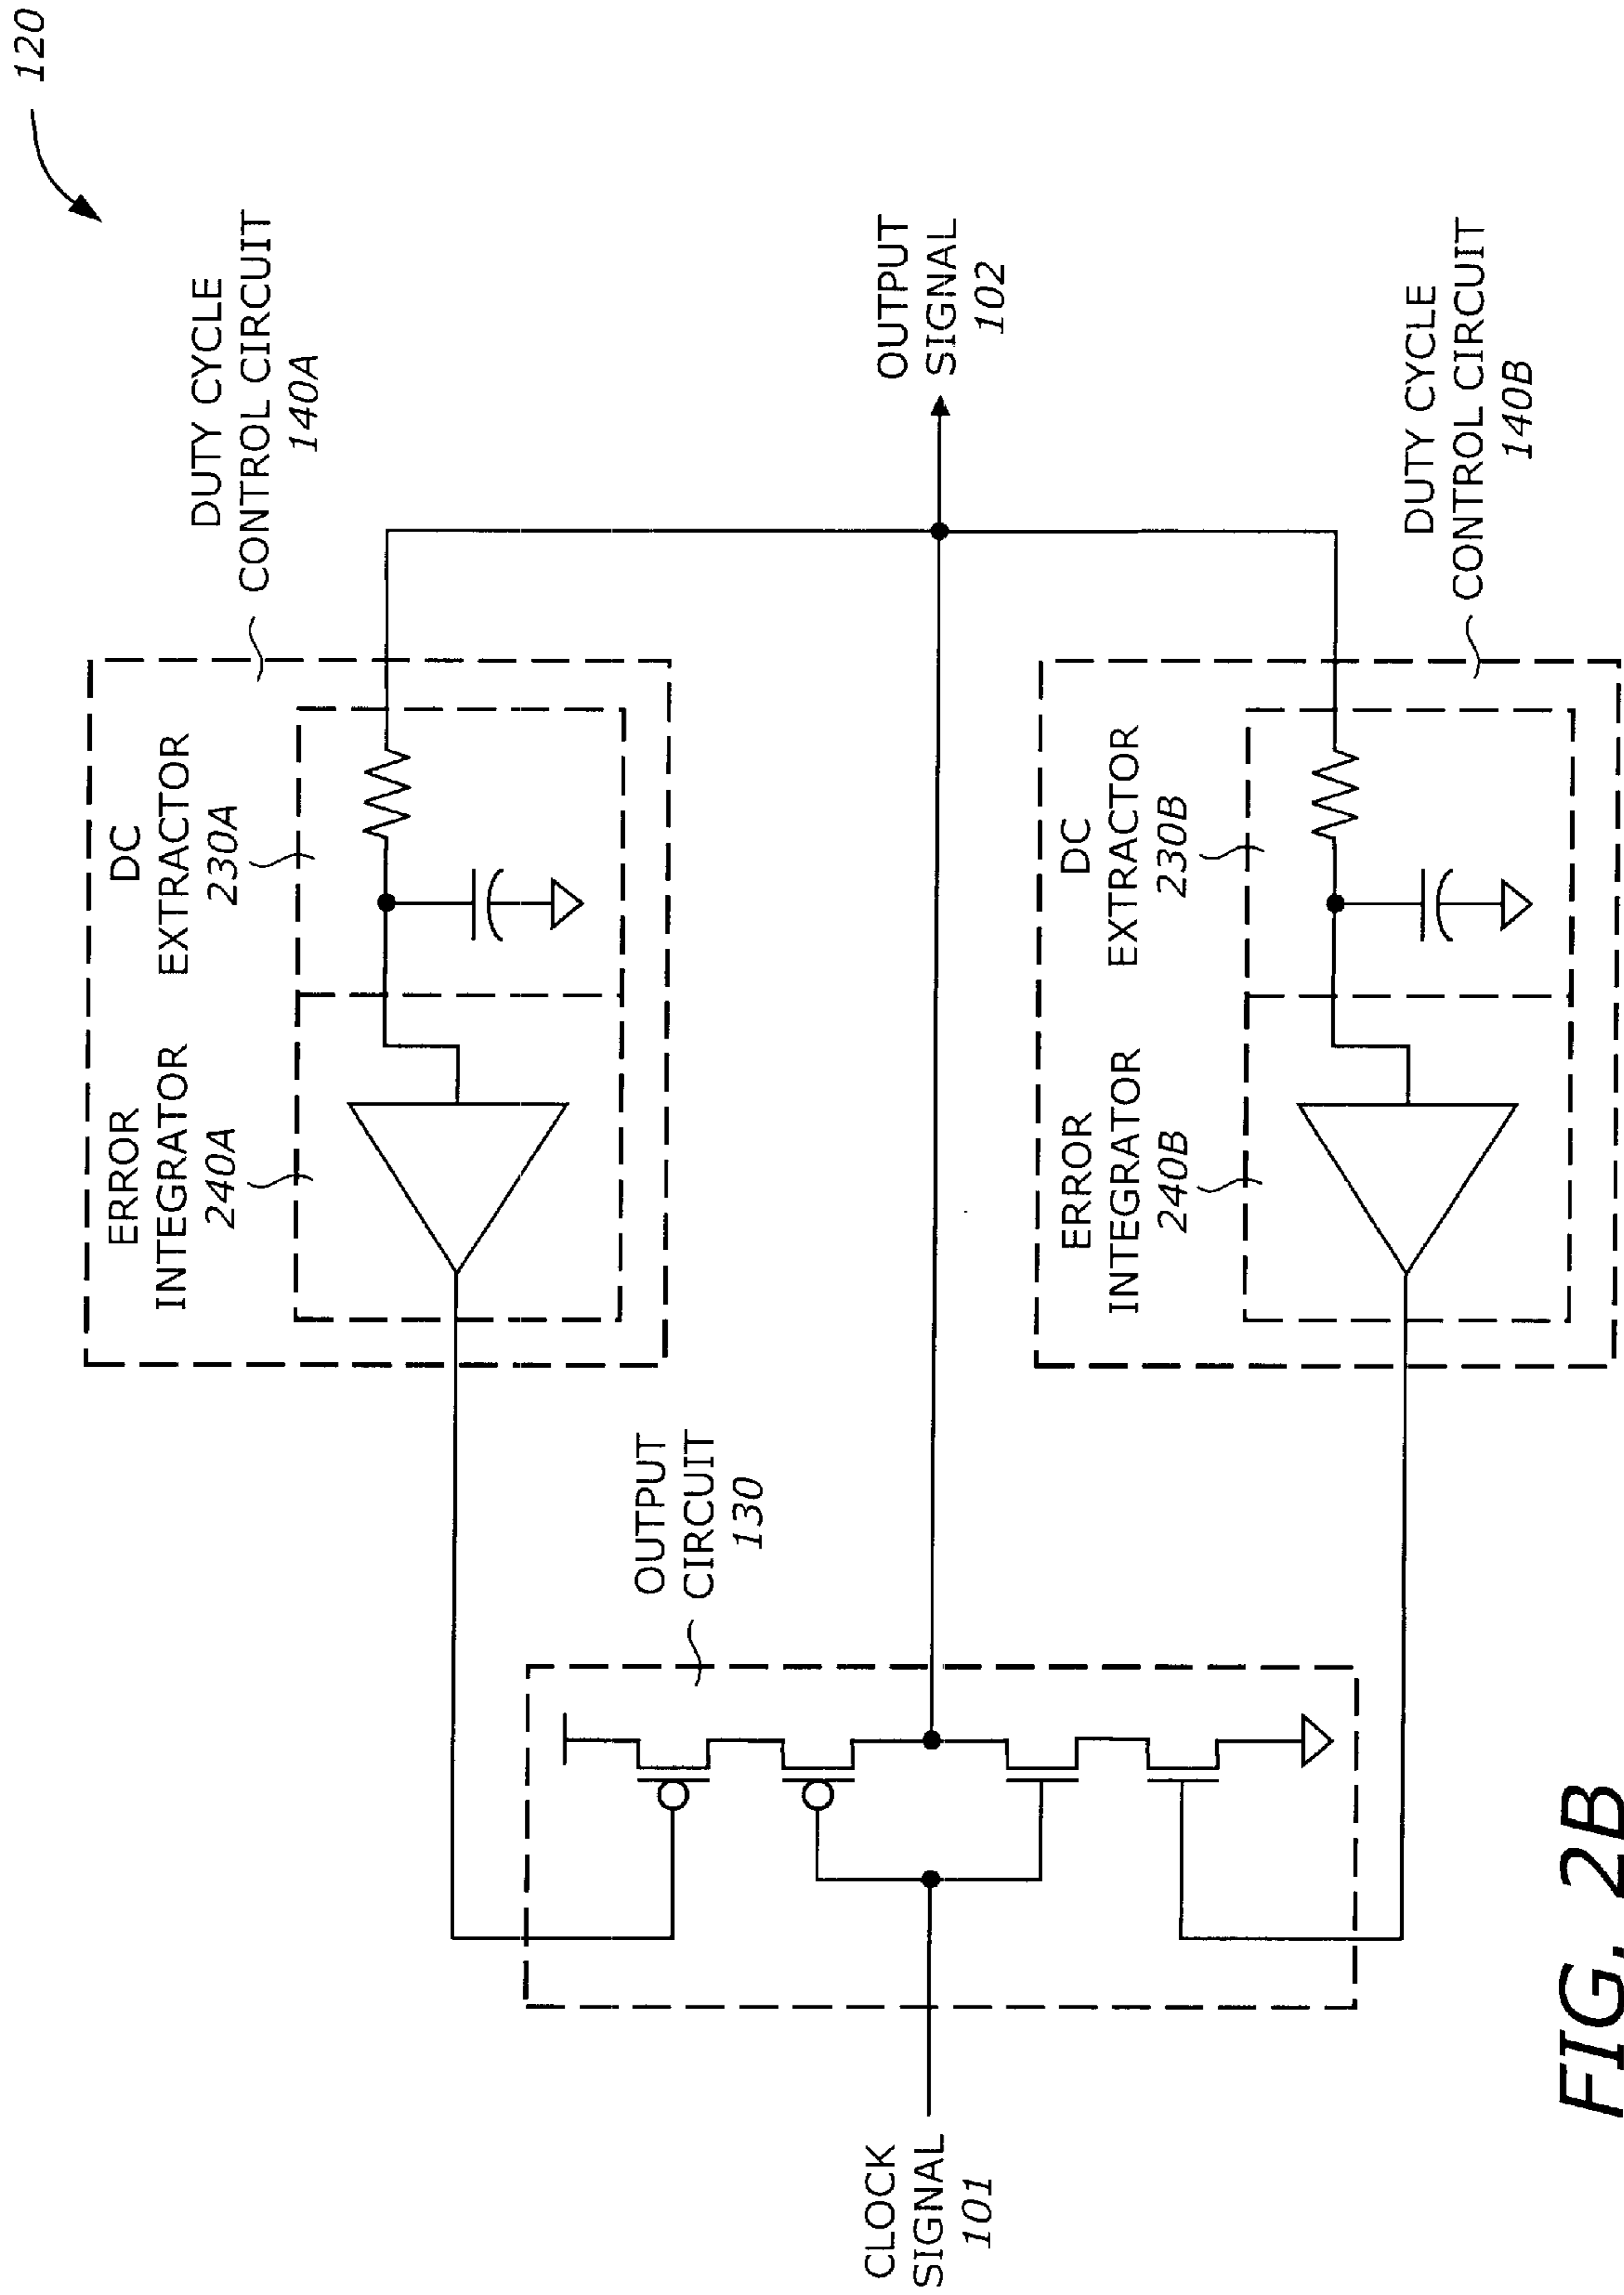 120
DUTY CYCLE
CONTROL CIRCUIT
140A
ERROR
INTEGRATOR
240A
DC
EXTRACTOR
230A
OUTPUT
CIRCUIT
130
CLOCK
SIGNAL
101
OUTPUT
SIGNAL
102
ERROR
INTEGRATOR
240B
DC
EXTRACTOR
230B
DUTY CYCLE
CONTROL CIRCUIT
140B
FIG. 2B